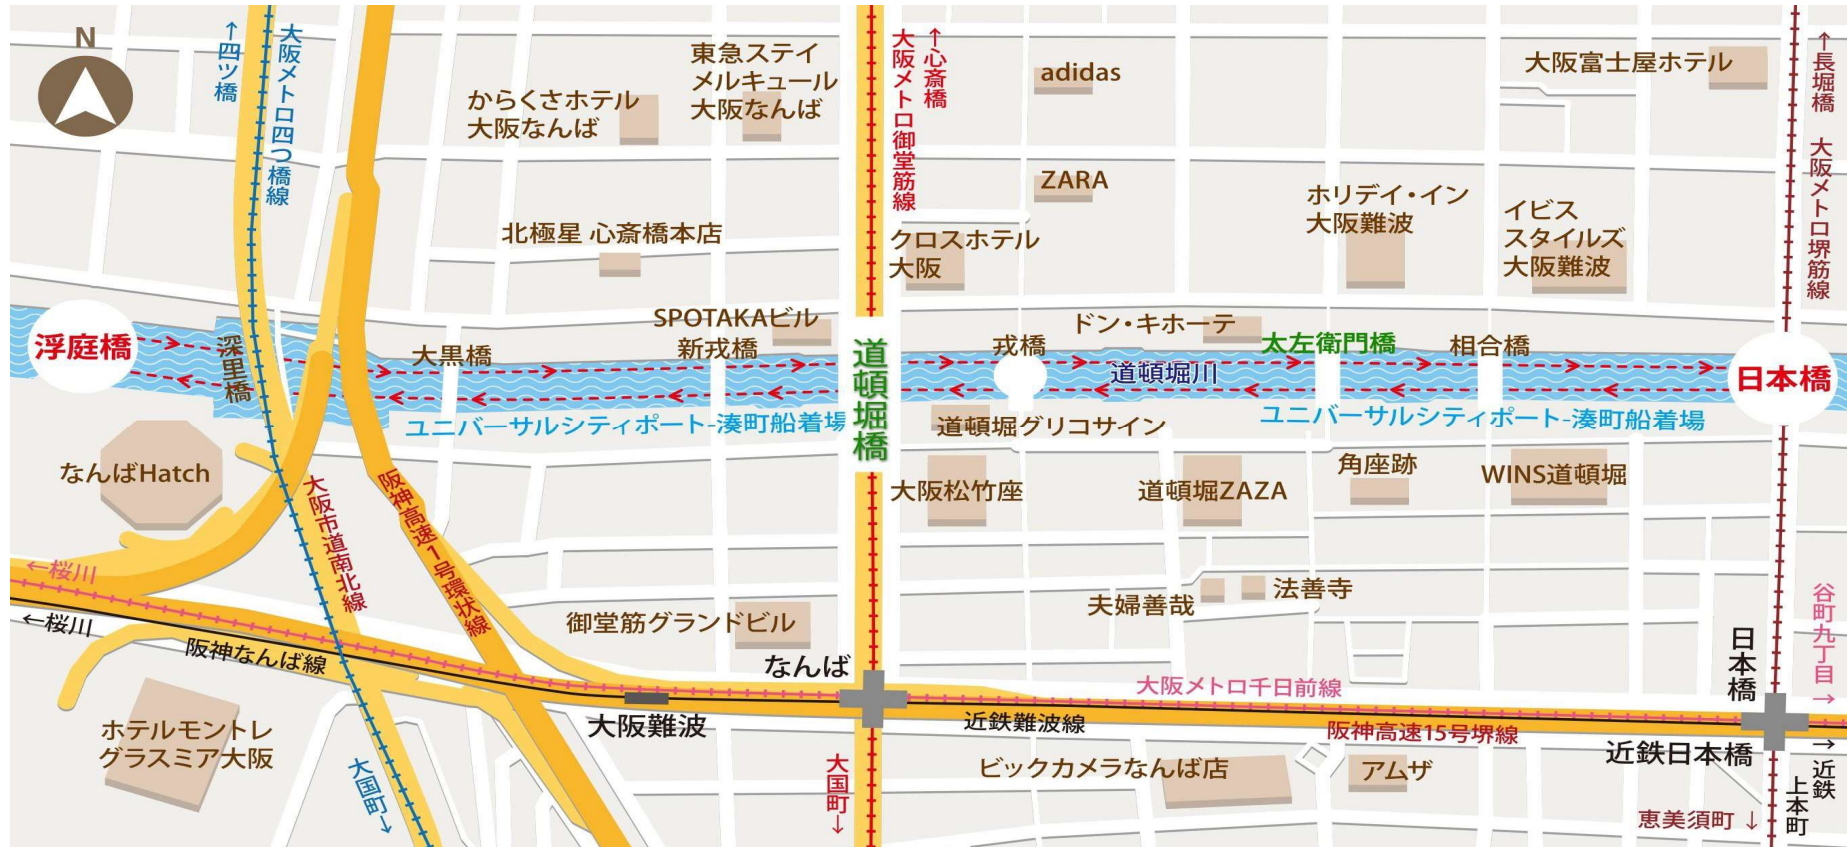 N
←四ツ橋
大阪メトロ四つ橋線
からくさホテル
大阪なんば
東急ステイ
メルキュール
大阪なんば
大阪メトロ御堂筋線
←心斎橋
adidas
大阪富士屋ホテル
←長堀橋
大阪メトロ堺筋線
ZARA
ホリデイ・イン
大阪難波
イビス
スタイルズ
大阪難波
北極星 心斎橋本店
クロスホテル
大阪
浮庭橋
深里橋
大黒橋
SPOTAKAビル
新戎橋
道頓堀橋
戎橋
ドン・キホーテ
太左衛門橋
相合橋
日本橋
道頓堀川
ユニバーサルシティポート-湊町船着場
道頓堀グリコサイン
ユニバーサルシティポート-湊町船着場
なんばHatch
大阪市道南北線
阪神高速1号環状線
大阪松竹座
道頓堀ZAZA
角座跡
WINS道頓堀
←桜川
←桜川
阪神なんば線
御堂筋グランドビル
夫婦善哉
法善寺
谷町九丁目→
なんば
大阪メトロ千日前線
日本橋
大阪難波
近鉄難波線
阪神高速15号堺線
近鉄日本橋
→近鉄
上本町
ホテルモントレ
グラスミア大阪
大国町→
大国町→
ビックカメラなんば店
アムザ
恵美須町↓